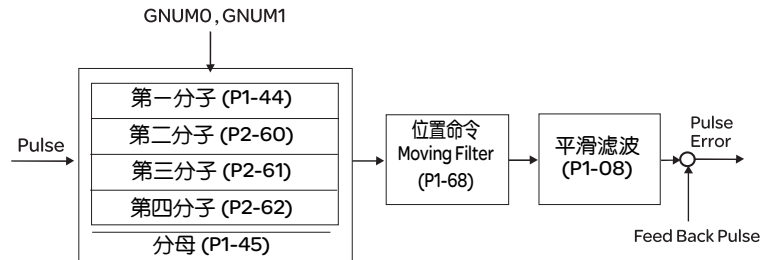 GNUM0, GNUM1
Pulse
第一分子 (P1-44)
第二分子 (P2-60)
第三分子 (P2-61)
第四分子 (P2-62)
分母 (P1-45)
位置命令
Moving Filter
(P1-68)
平滑滤波
(P1-08)
Pulse
Error
Feed Back Pulse